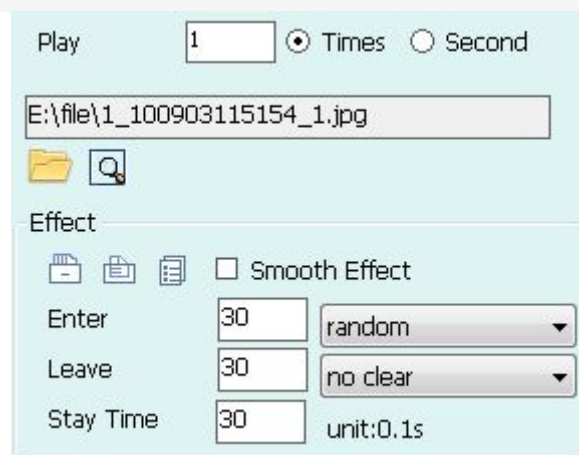 Play 1 Times Second
E:\file\1_100903115154_1.jpg
Effect
Smooth Effect
Enter 30 random
Leave 30 no clear
Stay Time 30 unit:0.1s